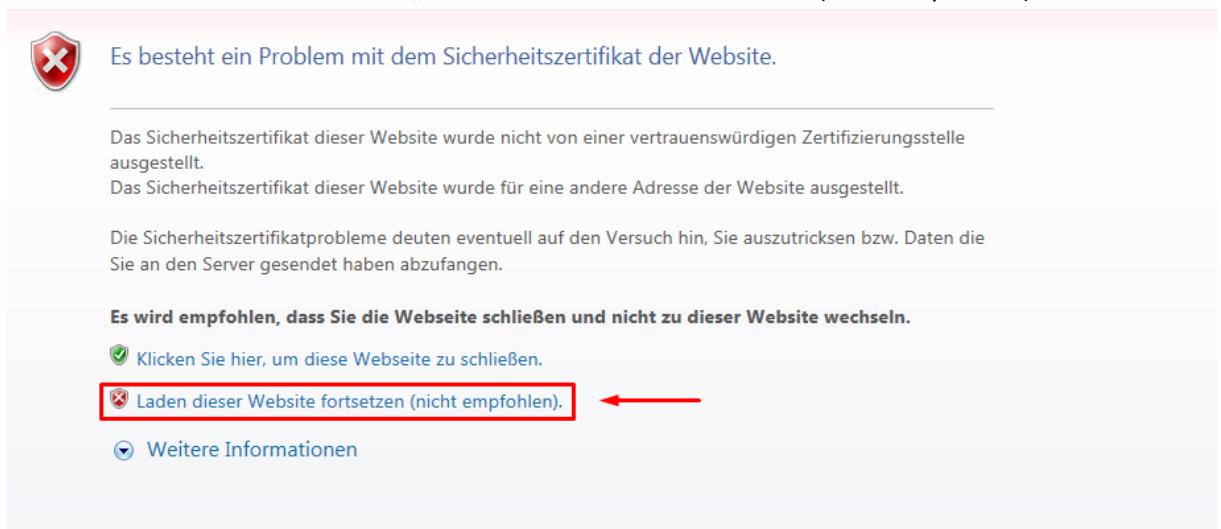 Es besteht ein Problem mit dem Sicherheitszertifikat der Website.
Das Sicherheitszertifikat dieser Website wurde nicht von einer vertrauenswürdigen Zertifizierungsstelle
ausgestellt.
Das Sicherheitszertifikat dieser Website wurde für eine andere Adresse der Website ausgestellt.
Die Sicherheitszertifikatprobleme deuten eventuell auf den Versuch hin, Sie auszutricksen bzw. Daten die
Sie an den Server gesendet haben abzufangen.
Es wird empfohlen, dass Sie die Webseite schließen und nicht zu dieser Website wechseln.
Klicken Sie hier, um diese Webseite zu schließen.
Laden dieser Website fortsetzen (nicht empfohlen).
Weitere Informationen